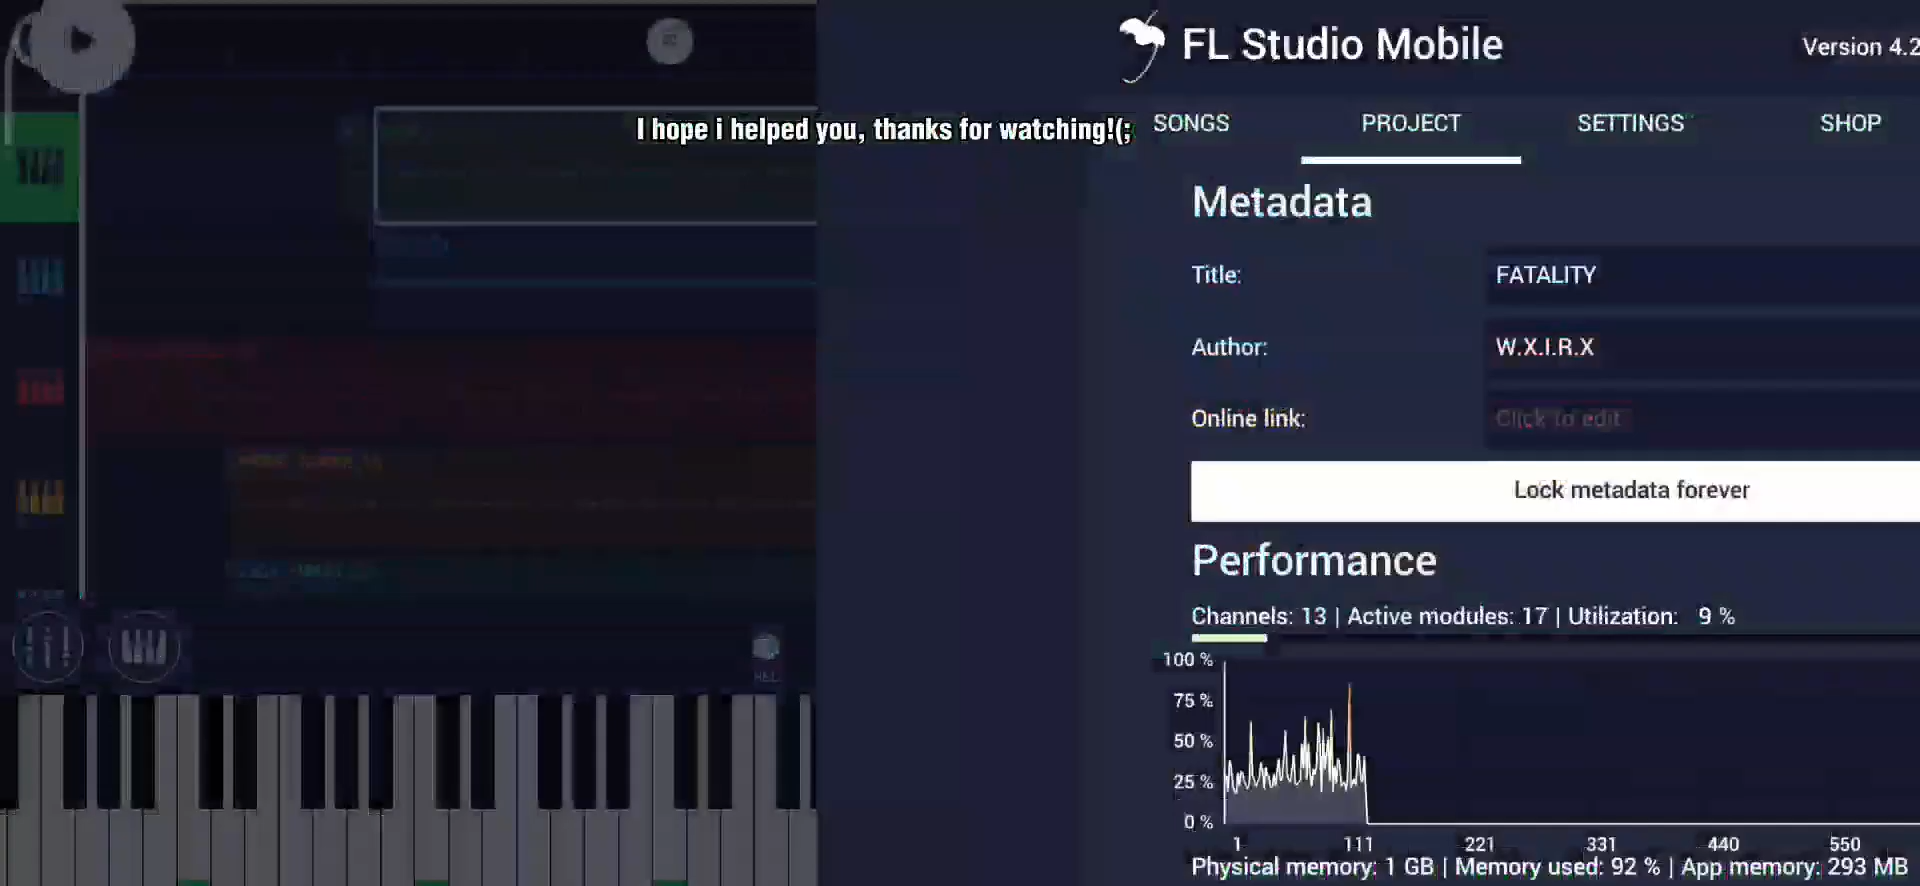 FL Studio Mobile
Version 4.2
I hope i helped you, thanks for watching!(;
SONGS PROJECT SETTINGS SHOP
Metadata
Title: FATALITY
Author: W.X.I.R.X
Online link: Click to edit
Lock metadata forever
Performance
Channels: 13 | Active modules: 17 | Utilization: 9 %
100 %
75 %
50 %
25 %
0 %
1 111 221 331 440 550
Physical memory: 1 GB | Memory used: 92 % | App memory: 293 MB